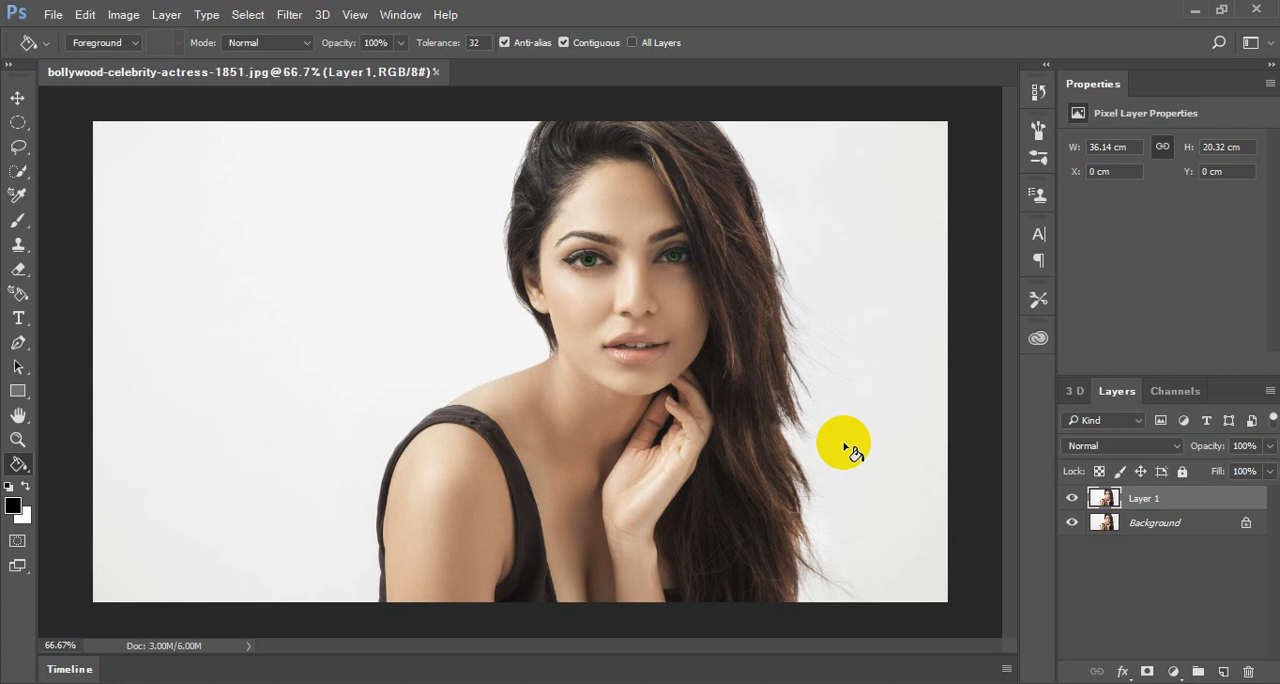 Ps File Edit Image Layer Type Select Filter 3D View Window Help
Foreground Mode: Normal Opacity: 100% Tolerance: 32 Anti-alias Contiguous All Layers
bollywood-celebrity-actress-1851.jpg @ 66.7% (Layer 1, RGB/8#) *
Properties
Pixel Layer Properties
W: 36.14 cm H: 20.32 cm
X: 0 cm Y: 0 cm
3D Layers Channels
Kind
Normal Opacity: 100%
Lock: Fill: 100%
Layer 1
Background
66.67% Doc: 3.00M/6.00M
Timeline